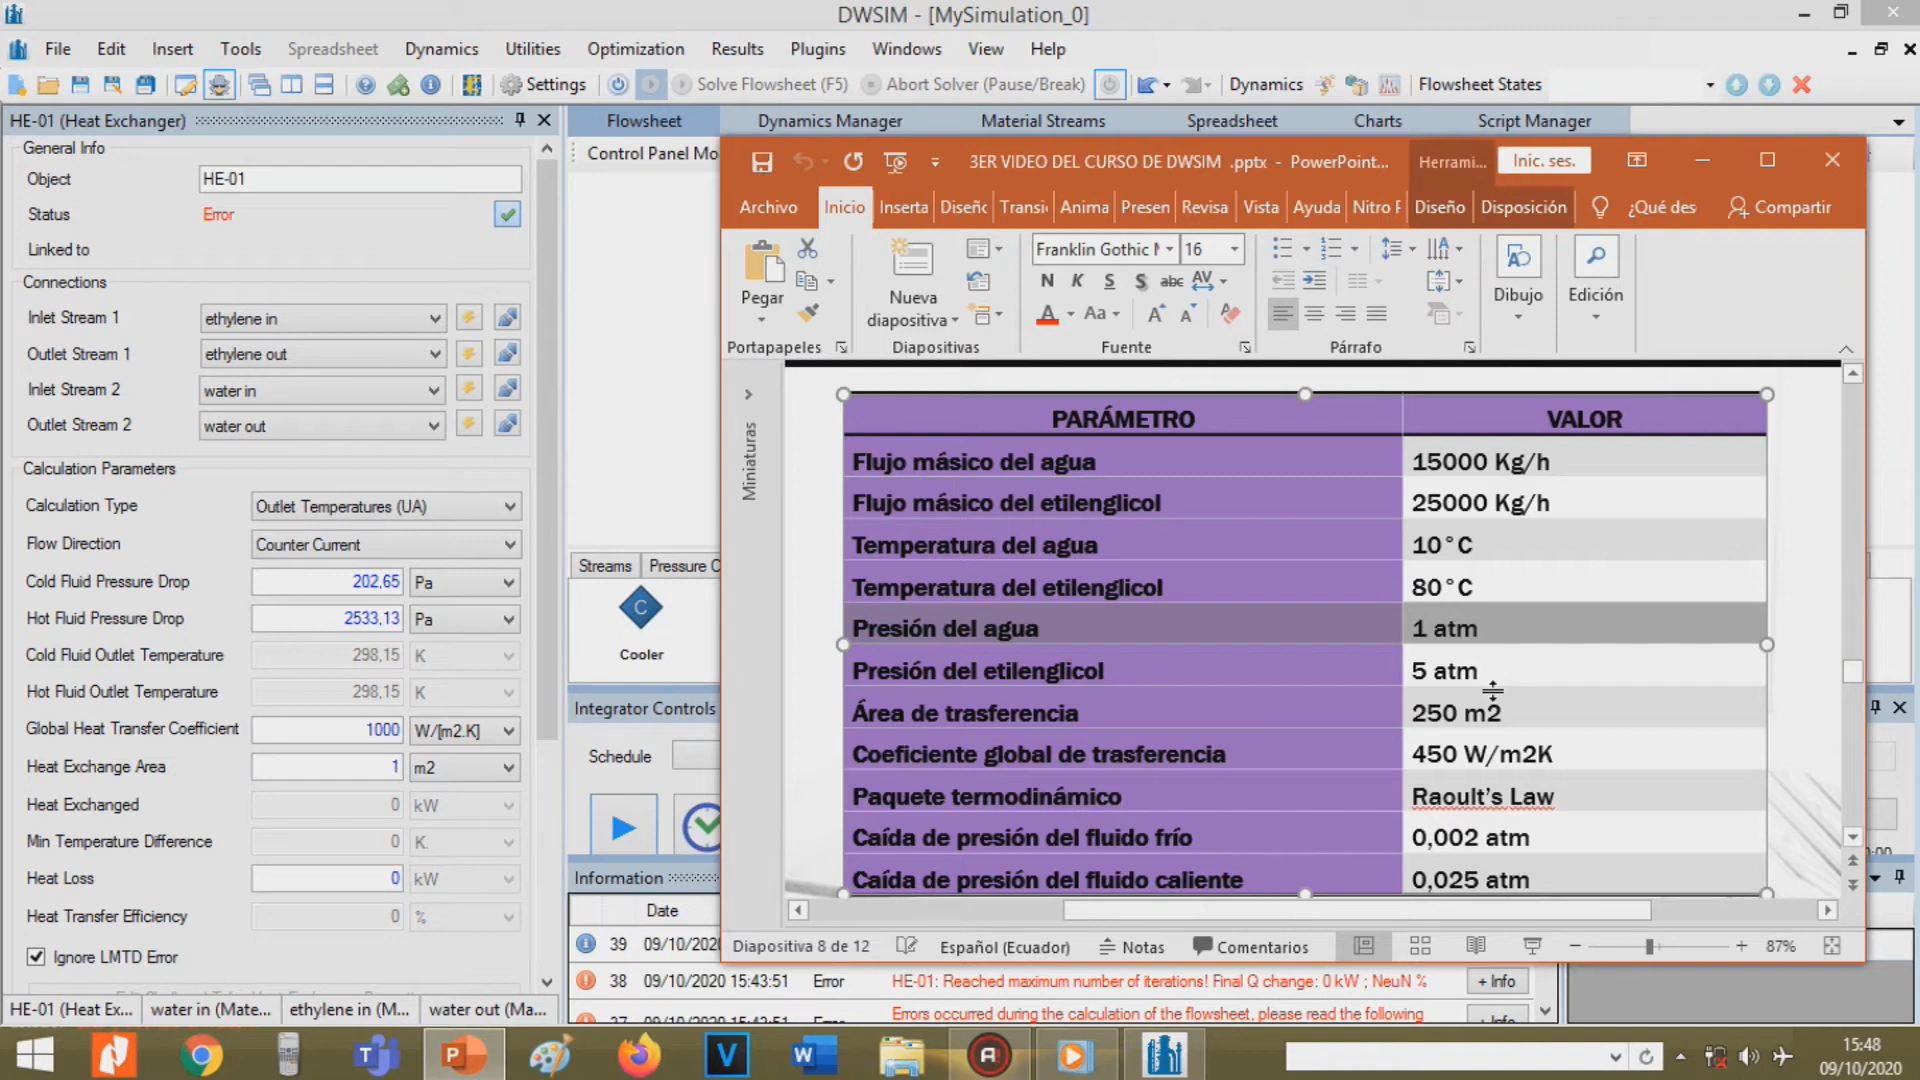 DWSIM - [MySimulation_0]
File Edit Insert Tools Spreadsheet Dynamics Utilities Optimization Results Plugins Windows View Help
Settings Solve Flowsheet (F5) Abort Solver (Pause/Break) Dynamics Flowsheet States
HE-01 (Heat Exchanger)
Flowsheet Dynamics Manager Material Streams Spreadsheet Charts Script Manager
General Info
Object HE-01
Status Error
Linked to
Connections
Inlet Stream 1 ethylene in
Outlet Stream 1 ethylene out
Inlet Stream 2 water in
Outlet Stream 2 water out
Calculation Parameters
Calculation Type Outlet Temperatures (UA)
Flow Direction Counter Current
Cold Fluid Pressure Drop 202,65 Pa
Hot Fluid Pressure Drop 2533,13 Pa
Cold Fluid Outlet Temperature 298,15 K
Hot Fluid Outlet Temperature 298,15 K
Global Heat Transfer Coefficient 1000 W/[m2.K]
Heat Exchange Area 1 m2
Heat Exchanged 0 kW
Min Temperature Difference 0 K.
Heat Loss 0 kW
Heat Transfer Efficiency 0 %
Ignore LMTD Error
HE-01 (Heat Ex... water in (Mate... ethylene in (M... water out (Ma...
Control Panel Mo
Streams Pressure C
C
Cooler
Integrator Controls
Schedule
Information
Date
39 09/10/2020
38 09/10/2020 15:43:51 Error HE-01: Reached maximum number of iterations! Final Q change: 0 kW ; NeuN % + Info
Errors occurred during the calculation of the flowsheet, please read the following
3ER VIDEO DEL CURSO DE DWSIM .pptx - PowerPoint... Herrami... Inic. ses.
Archivo Inicio Inserta Diseño Transi Anima Presen Revisa Vista Ayuda Nitro P Diseño Disposición ¿Qué des Compartir
Franklin Gothic M 16
N K S S abc AV
A Aa A A
Pegar
Nueva
diapositiva
Dibujo Edición
Portapapeles Diapositivas Fuente Párrafo
Miniaturas
PARÁMETRO VALOR
Flujo másico del agua 15000 Kg/h
Flujo másico del etilenglicol 25000 Kg/h
Temperatura del agua 10°C
Temperatura del etilenglicol 80°C
Presión del agua 1 atm
Presión del etilenglicol 5 atm
Área de trasferencia 250 m2
Coeficiente global de trasferencia 450 W/m2K
Paquete termodinámico Raoult's Law
Caída de presión del fluido frío 0,002 atm
Caída de presión del fluido caliente 0,025 atm
Diapositiva 8 de 12 Español (Ecuador) Notas Comentarios 87%
15:48
09/10/2020